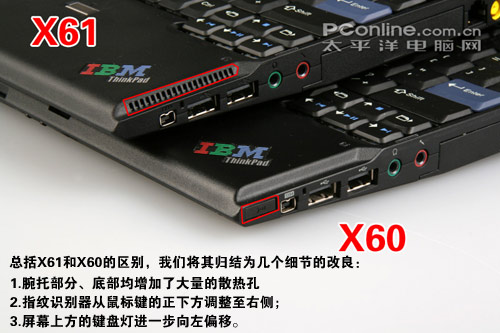 X61
PConline.com.cn
太平洋电脑网
IBM
ThinkPad
Shift
Enter
IBM
ThinkPad
Shift
Enter
X60
总括X61和X60的区别，我们将其归结为几个细节的改良：
1.腕托部分、底部均增加了大量的散热孔
2.指纹识别器从鼠标键的正下方调整至右侧；
3.屏幕上方的键盘灯进一步向左偏移。